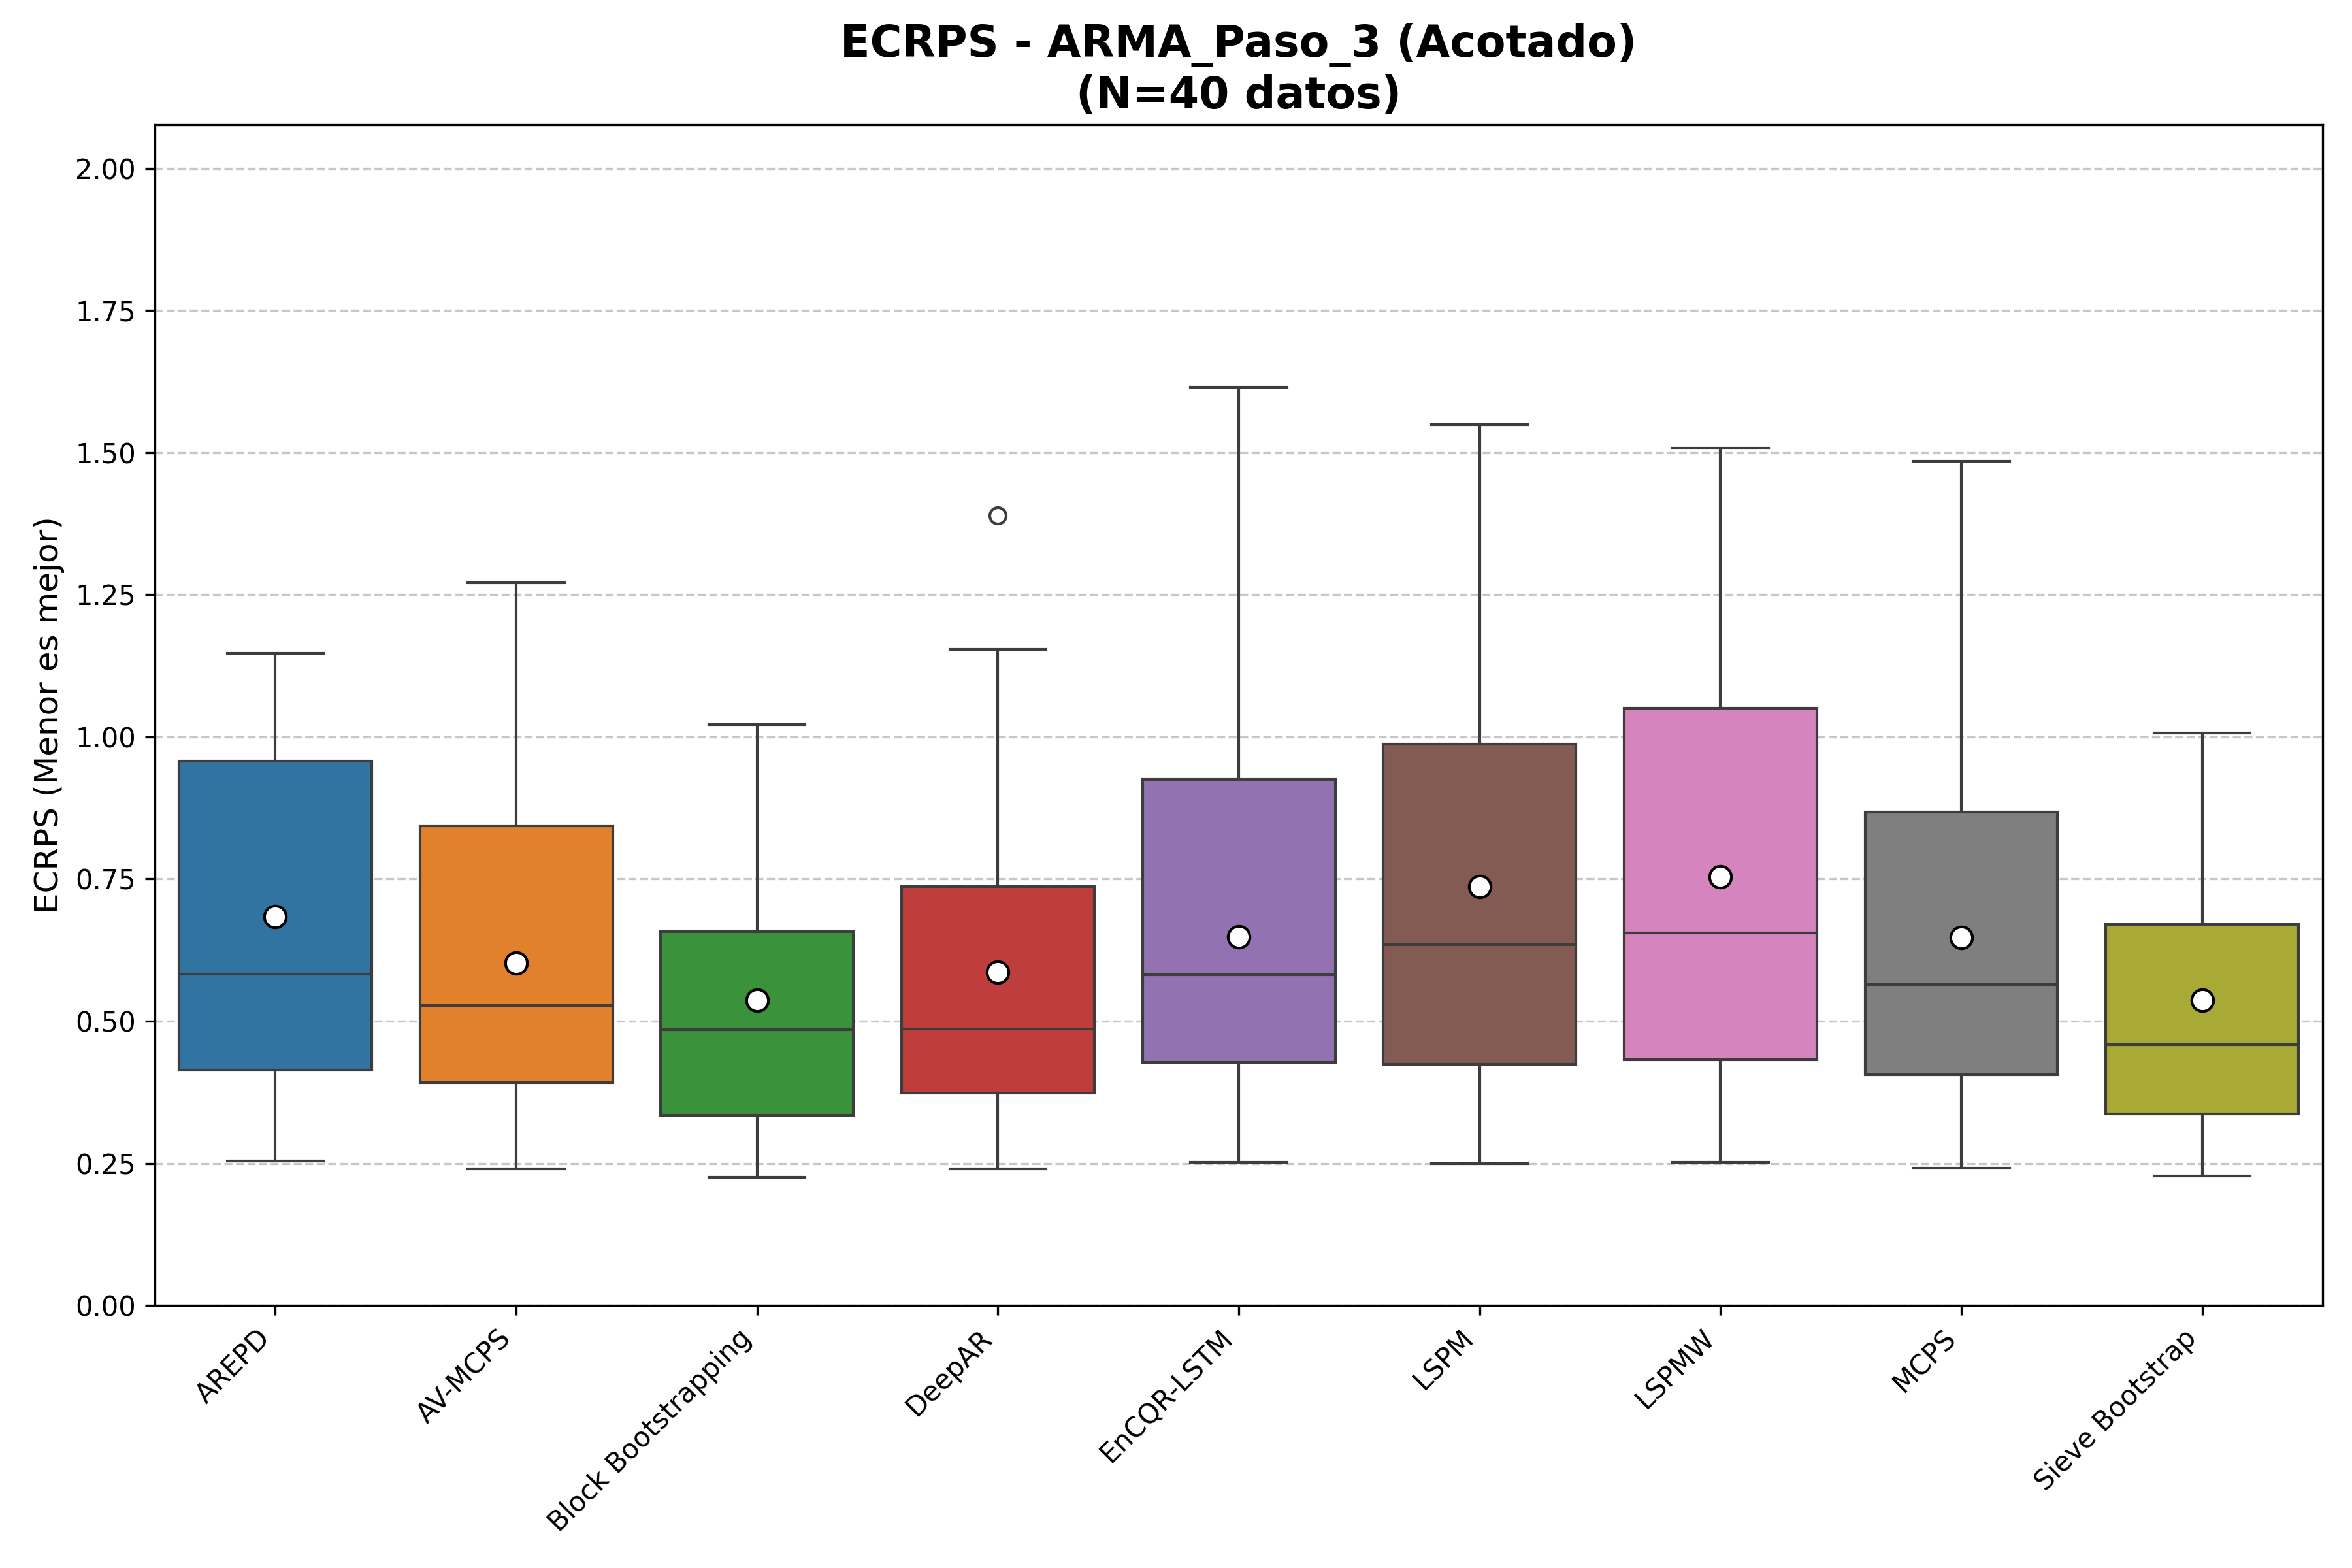 ECRPS - ARMA_Paso_3 (Acotado)
(N=40 datos)
ECRPS (Menor es mejor)
2.00
1.75
1.50
1.25
1.00
0.75
0.50
0.25
0.00
AREPD
AV-MCPS
Block Bootstrapping
DeepAR
EnCQR-LSTM
LSPM
LSPMW
MCPS
Sieve Bootstrap